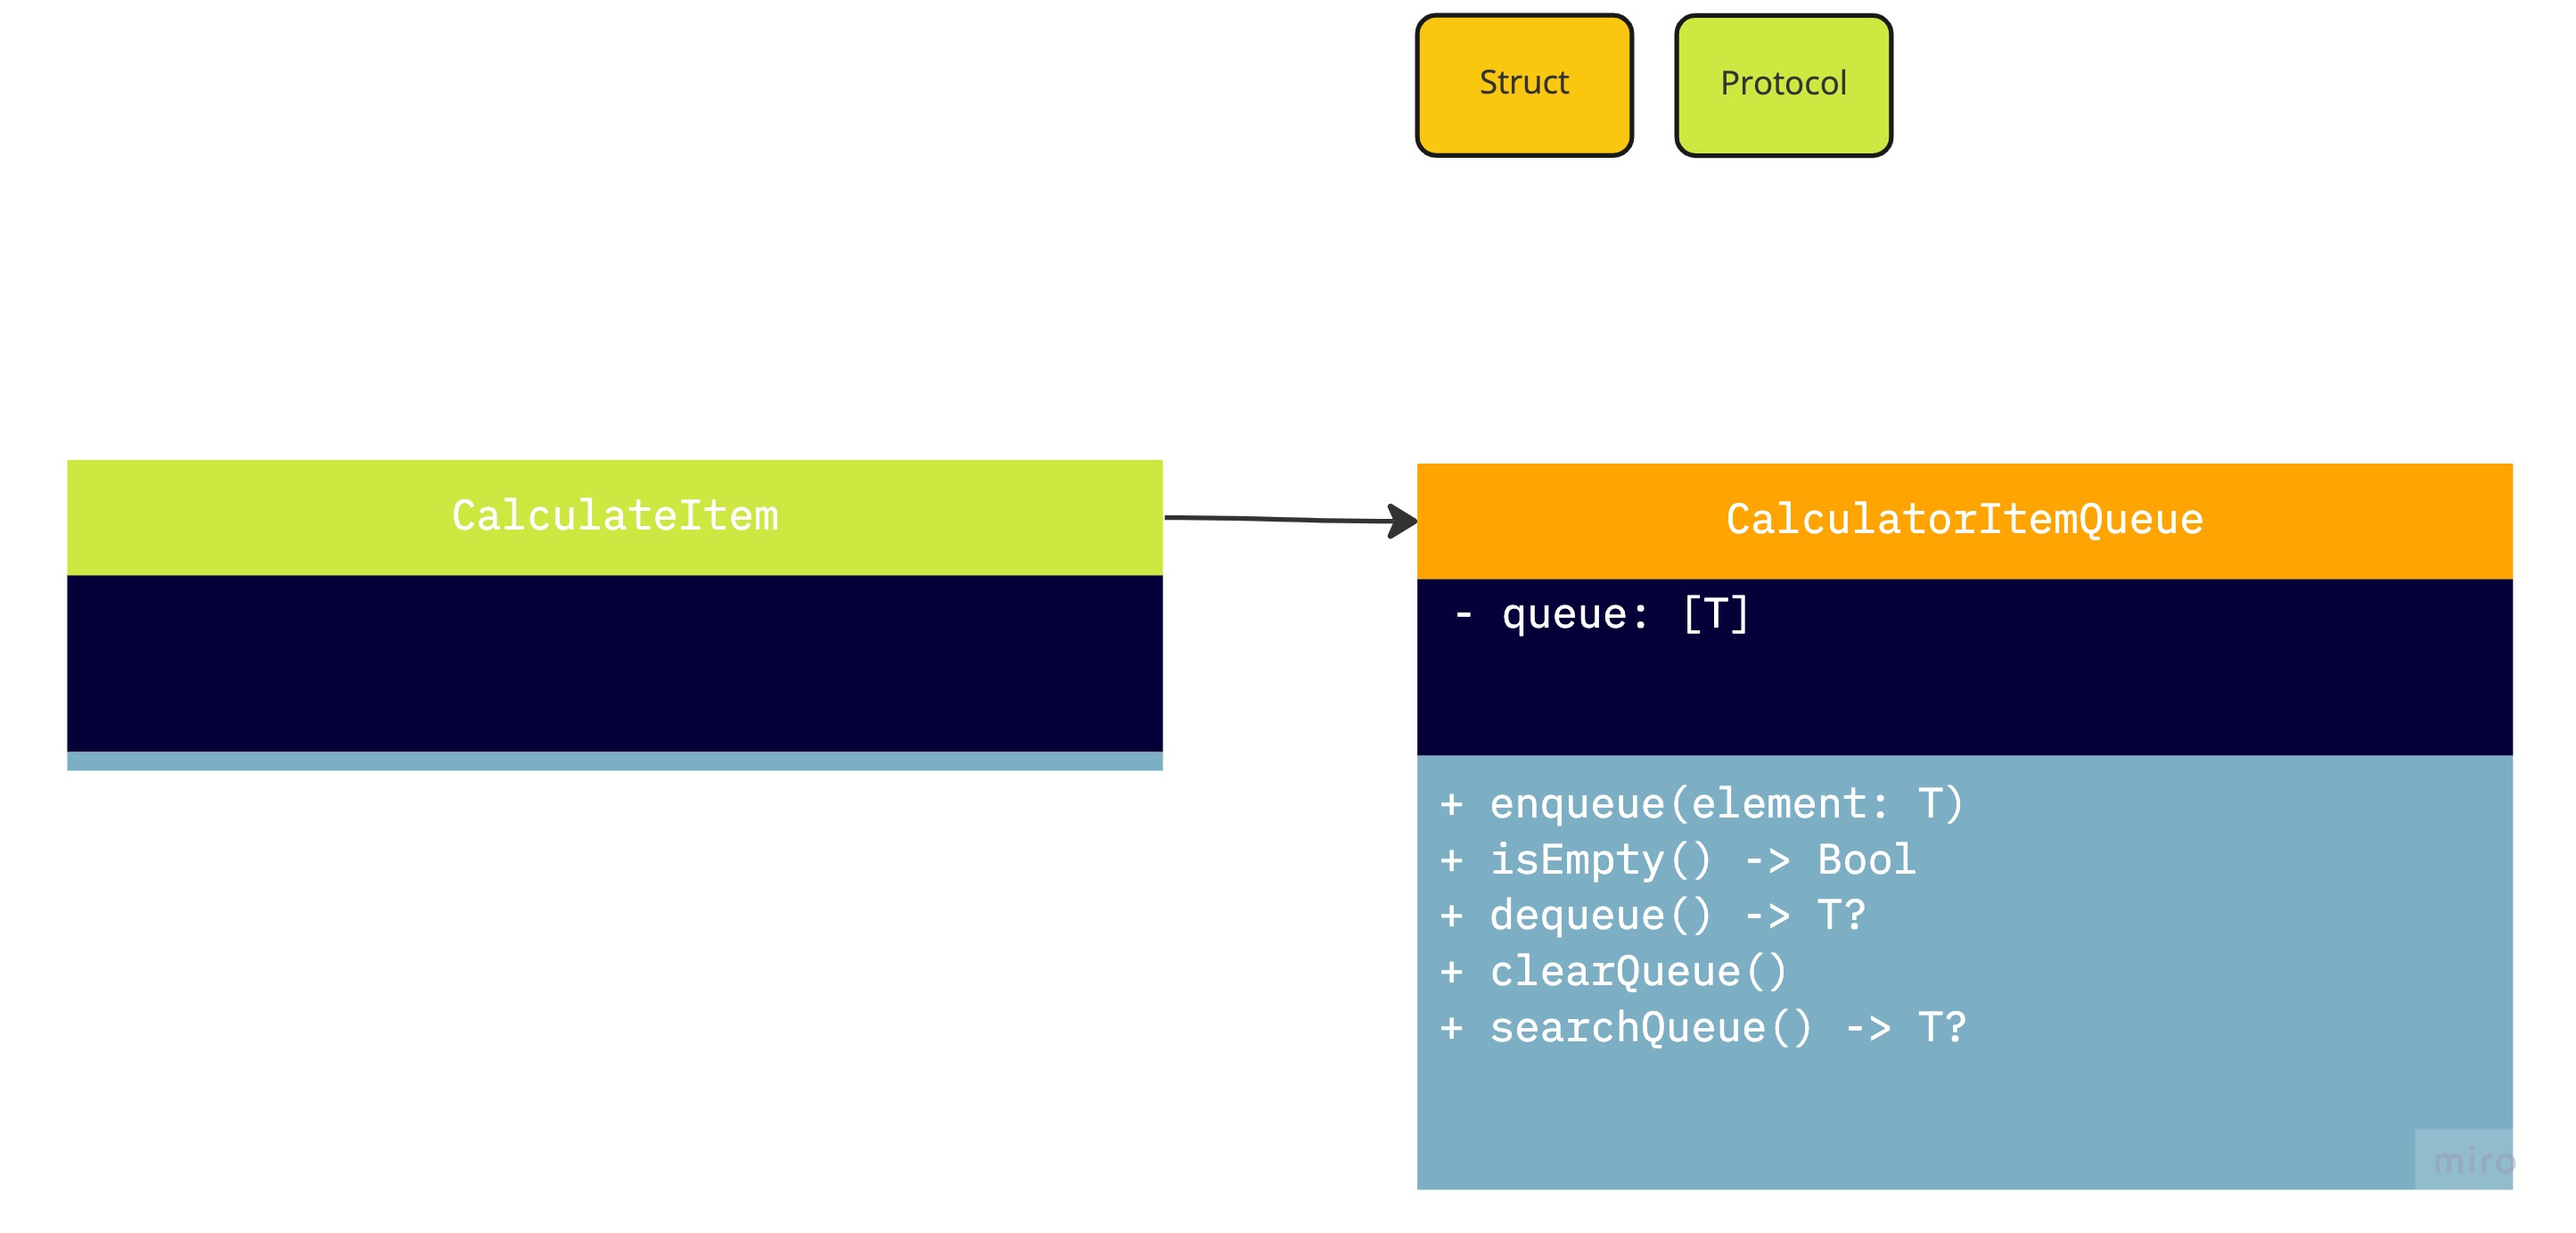 Struct
Protocol
CalculateItem
CalculatorItemQueue
- queue: [T]
+ enqueue(element: T)
+ isEmpty() -> Bool
+ dequeue() -> T?
+ clearQueue()
+ searchQueue() -> T?
miro